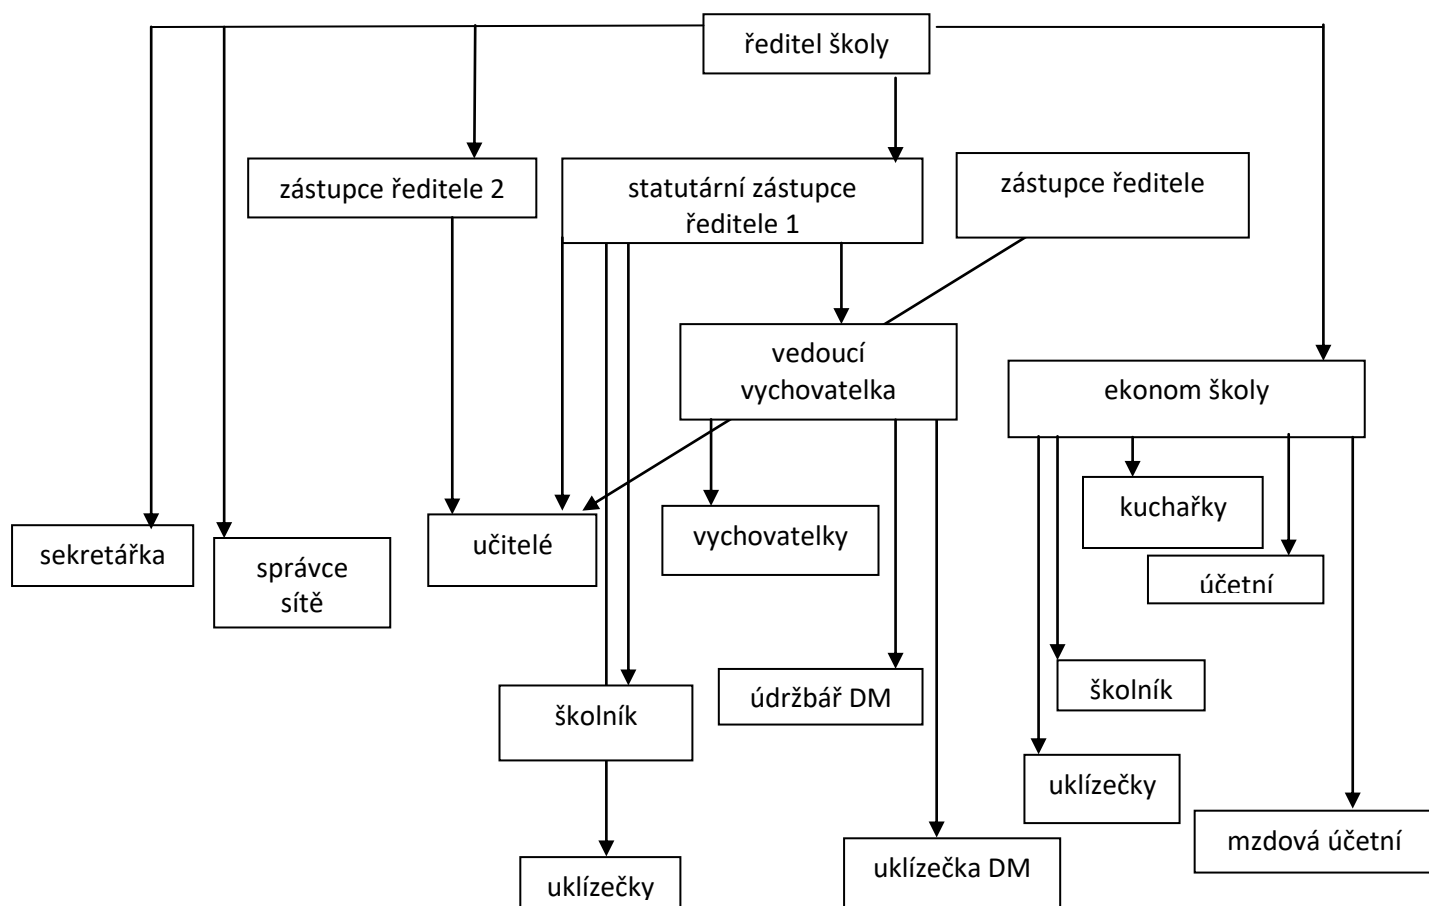 ředitel školy
zástupce ředitele 2
statutární zástupce
ředitele 1
zástupce ředitele
vedoucí
vychovatelka
ekonom školy
sekretářka
správce
sítě
učitelé
vychovatelky
kuchařky
účetní
školník
údržbář DM
školník
uklízečky
mzdová účetní
uklízečky
uklízečka DM